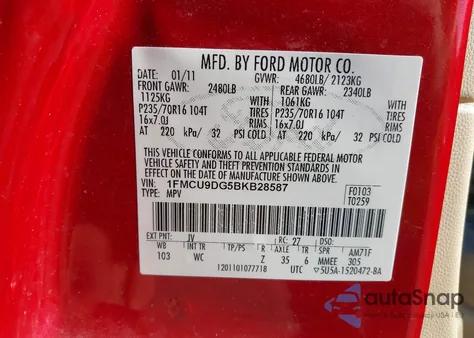 MFD. BY FORD MOTOR CO.
DATE: 01/11 GVWR: 4680LB/ 2123KG
FRONT GAWR: 2480LB REAR GAWR: 2340LB
1125KG WITH 1061KG WITH
P235/70R16 104T P235/70R16 104T
16x7.0J 16x7.0J
AT 220 kPa/ 32 PSI COLD AT 220 kPa/ 32 PSI COLD
THIS VEHICLE CONFORMS TO ALL APPLICABLE FEDERAL MOTOR
VEHICLE SAFETY AND THEFT PREVENTION STANDARDS IN
EFFECT ON THE DATE OF MANUFACTURE SHOWN ABOVE.
VIN: 1FMCU9DG5BKB28587 F0103
TYPE: MPV T0259
EXT PNT: JV RC: 27 DSO:
WB INT TR TP/PS R AXLE TR SPR AM71F
103 WC Z 35 6 MMEE 305
1201101077718 UTC 5U5A-1520472-BA
autoSnap